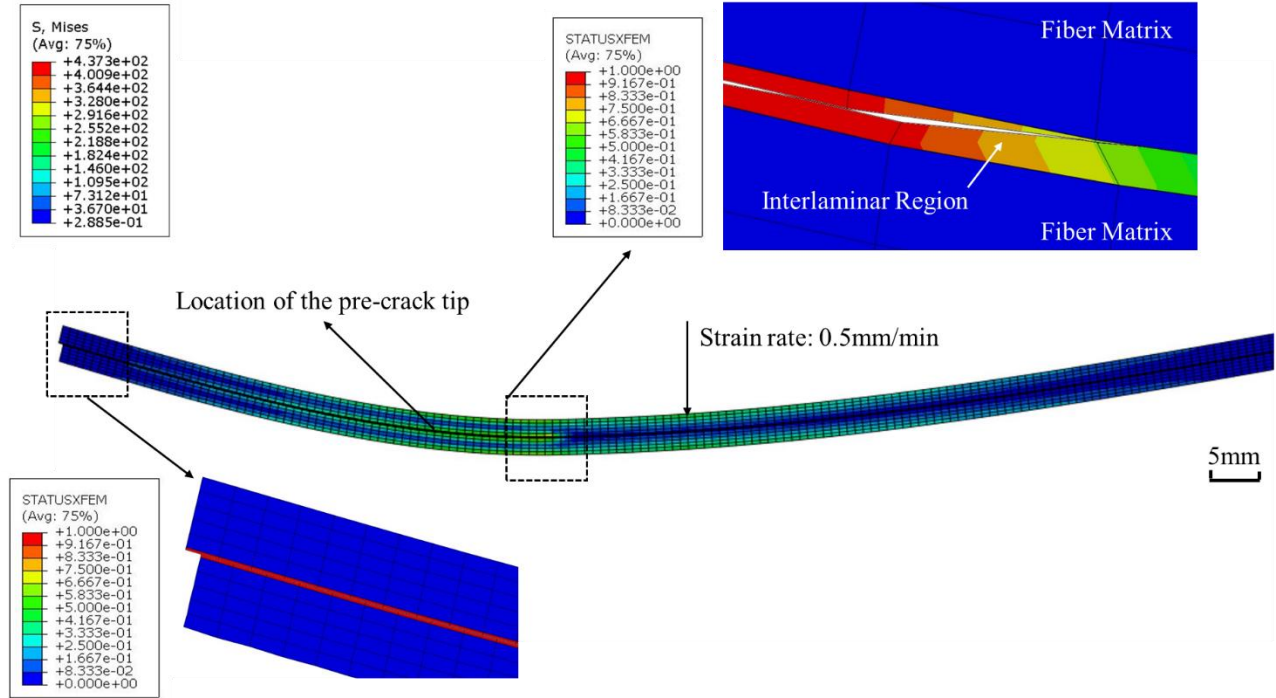 S, Mises
(Avg: 75%)
+4.373e+02
+4.009e+02
+3.644e+02
+3.280e+02
+2.916e+02
+2.552e+02
+2.188e+02
+1.824e+02
+1.460e+02
+1.095e+02
+7.312e+01
+3.670e+01
+2.885e-01
STATUSXFEM
(Avg: 75%)
+1.000e+00
+9.167e-01
+8.333e-01
+7.500e-01
+6.667e-01
+5.833e-01
+5.000e-01
+4.167e-01
+3.333e-01
+2.500e-01
+1.667e-01
+8.333e-02
+0.000e+00
Fiber Matrix
Interlaminar Region
Fiber Matrix
Location of the pre-crack tip
Strain rate: 0.5mm/min
5mm
STATUSXFEM
(Avg: 75%)
+1.000e+00
+9.167e-01
+8.333e-01
+7.500e-01
+6.667e-01
+5.833e-01
+5.000e-01
+4.167e-01
+3.333e-01
+2.500e-01
+1.667e-01
+8.333e-02
+0.000e+00